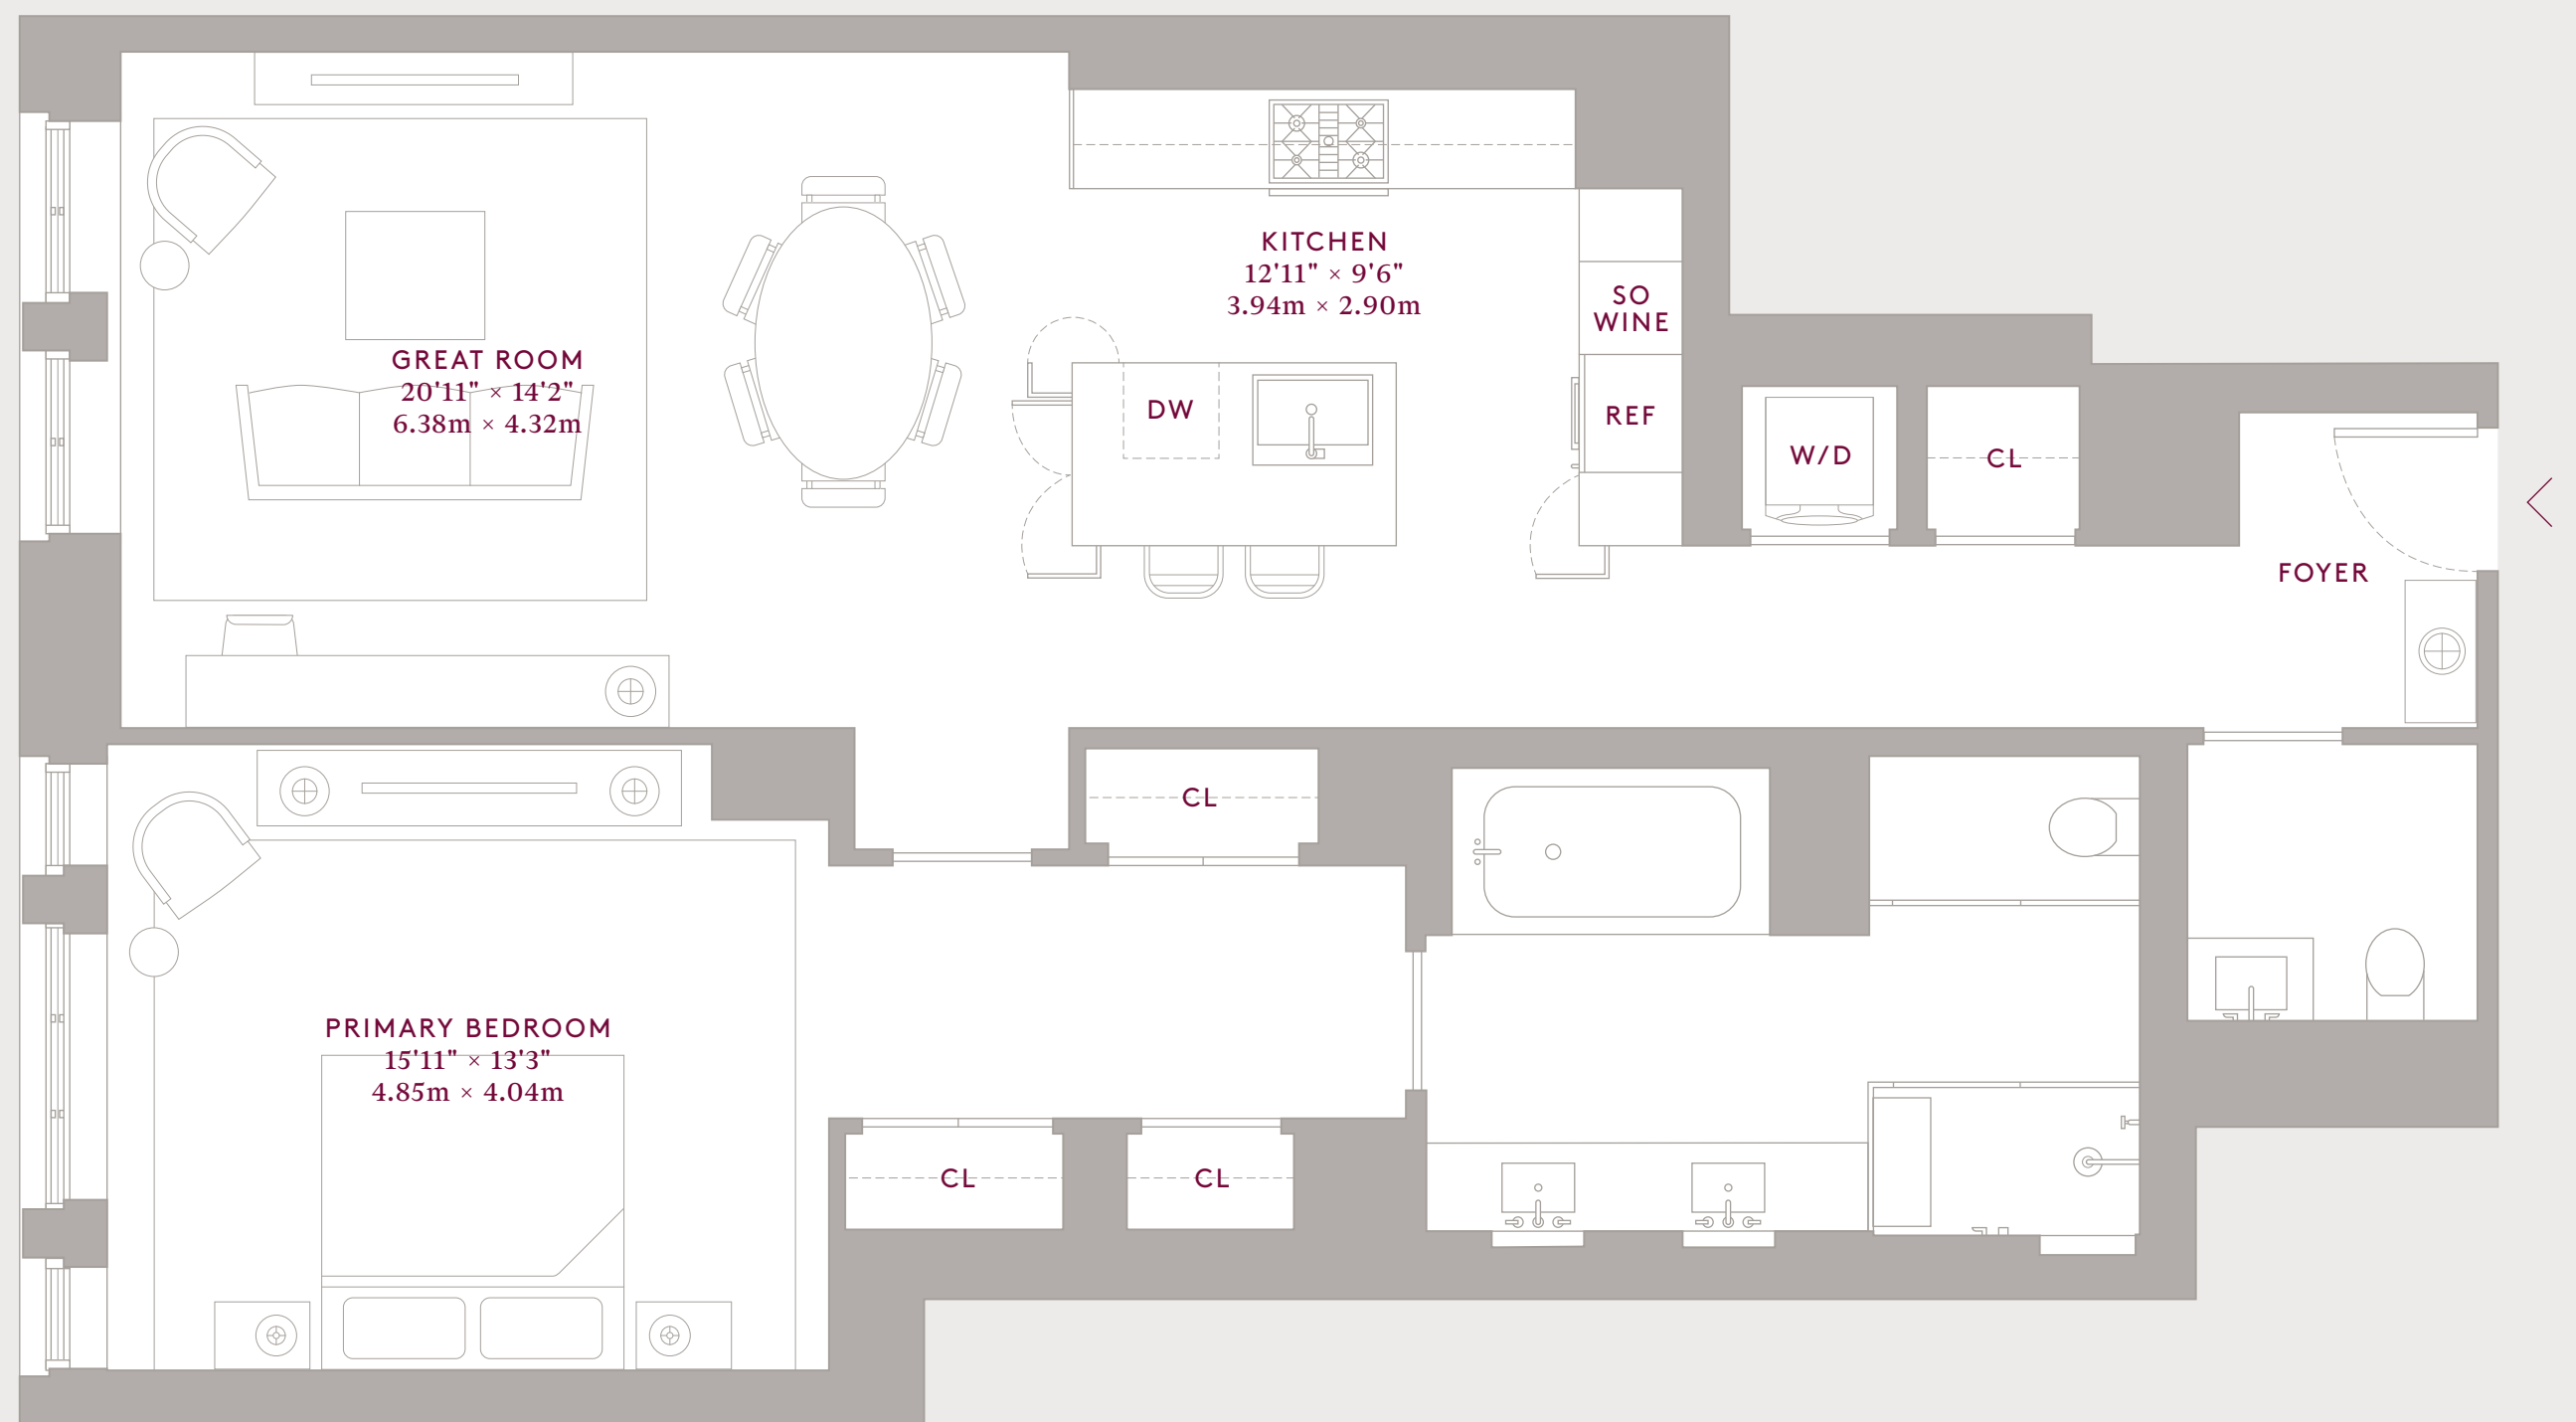 KITCHEN
12'11" × 9'6"
3.94m × 2.90m
SO
WINE
GREAT ROOM
20'11" × 14'2"
6.38m × 4.32m
DW
REF
W/D
CL
FOYER
CL
PRIMARY BEDROOM
15'11" × 13'3"
4.85m × 4.04m
CL
CL